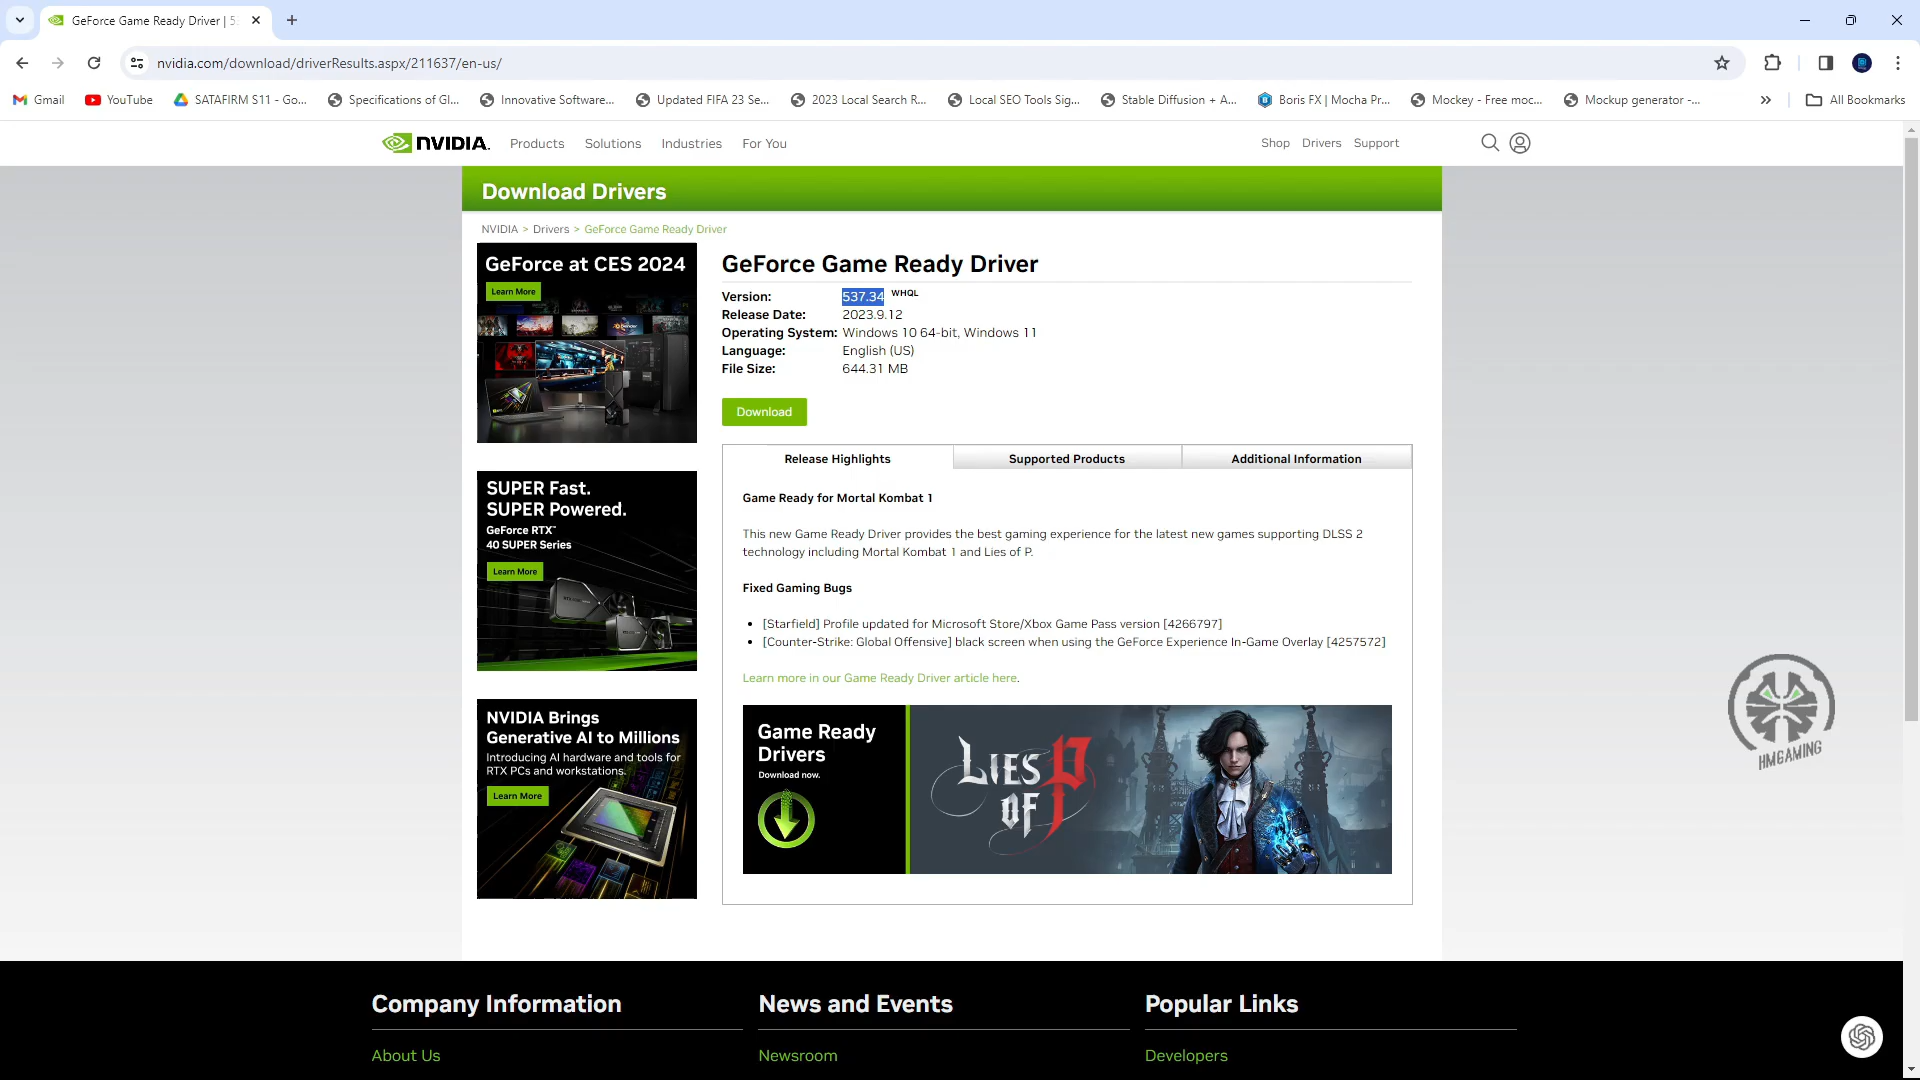 GeForce Game Ready Driver | 5
nvidia.com/download/driverResults.aspx/211637/en-us/
Gmail
YouTube
SATAFIRM S11 - Go...
Specifications of Gl...
Innovative Software...
Updated FIFA 23 Se...
2023 Local Search R...
Local SEO Tools Sig...
Stable Diffusion + A...
Boris FX | Mocha Pr...
Mockey - Free moc...
Mockup generator -...
All Bookmarks
NVIDIA.
Products
Solutions
Industries
For You
Shop
Drivers
Support
Download Drivers
NVIDIA > Drivers > GeForce Game Ready Driver
GeForce at CES 2024
Learn More
SUPER Fast.
SUPER Powered.
GeForce RTX™
40 SUPER Series
Learn More
NVIDIA Brings
Generative AI to Millions
Introducing AI hardware and tools for
RTX PCs and workstations.
Learn More
GeForce Game Ready Driver
Version: 537.34 WHQL
Release Date: 2023.9.12
Operating System: Windows 10 64-bit, Windows 11
Language: English (US)
File Size: 644.31 MB
Download
Release Highlights
Supported Products
Additional Information
Game Ready for Mortal Kombat 1
This new Game Ready Driver provides the best gaming experience for the latest new games supporting DLSS 2
technology including Mortal Kombat 1 and Lies of P.
Fixed Gaming Bugs
• [Starfield] Profile updated for Microsoft Store/Xbox Game Pass version [4266797]
• [Counter-Strike: Global Offensive] black screen when using the GeForce Experience In-Game Overlay [4257572]
Learn more in our Game Ready Driver article here.
Game Ready
Drivers
Download now.
LIES
OF P
HMGAMING
Company Information
News and Events
Popular Links
About Us
Newsroom
Developers